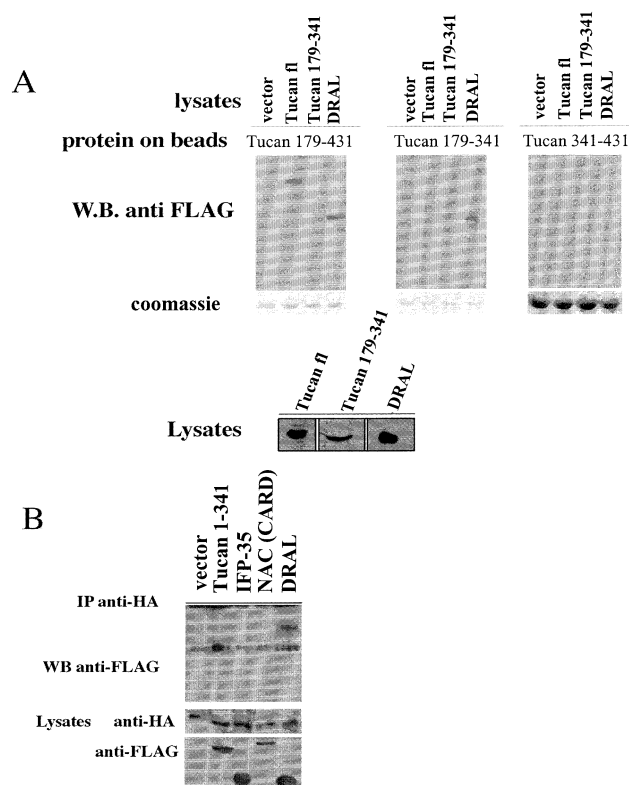 A
lysates
vector
Tucan fl
Tucan 179-341
DRAL
vector
Tucan fl
Tucan 179-341
DRAL
vector
Tucan fl
Tucan 179-341
DRAL
protein on beads
Tucan 179-431
Tucan 179-341
Tucan 341-431
W.B. anti FLAG
coomassie
Tucan fl
Tucan 179-341
DRAL
Lysates
B
vector
Tucan 1-341
IFP-35
NAC (CARD)
DRAL
IP anti-HA
WB anti-FLAG
Lysates anti-HA
anti-FLAG